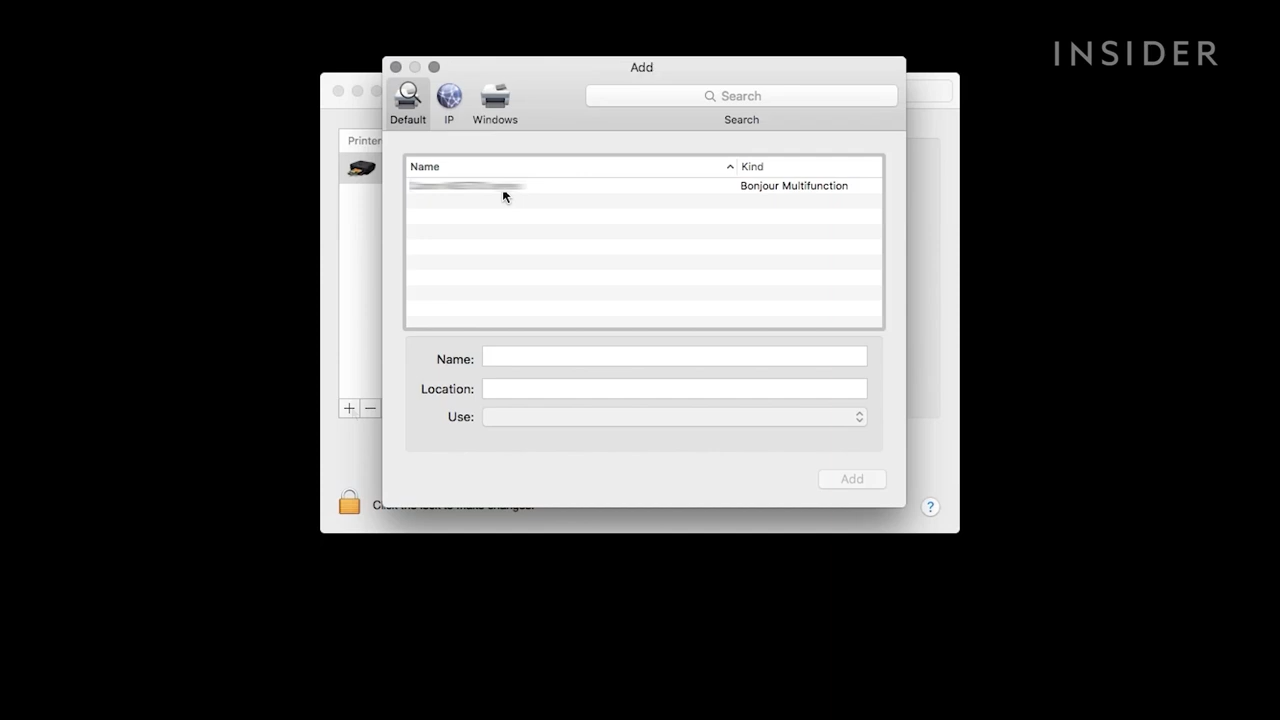 INSIDER
Add
Default
IP
Windows
Search
Search
Printer
Name
Kind
Bonjour Multifunction
Name:
Location:
Use:
Add
?